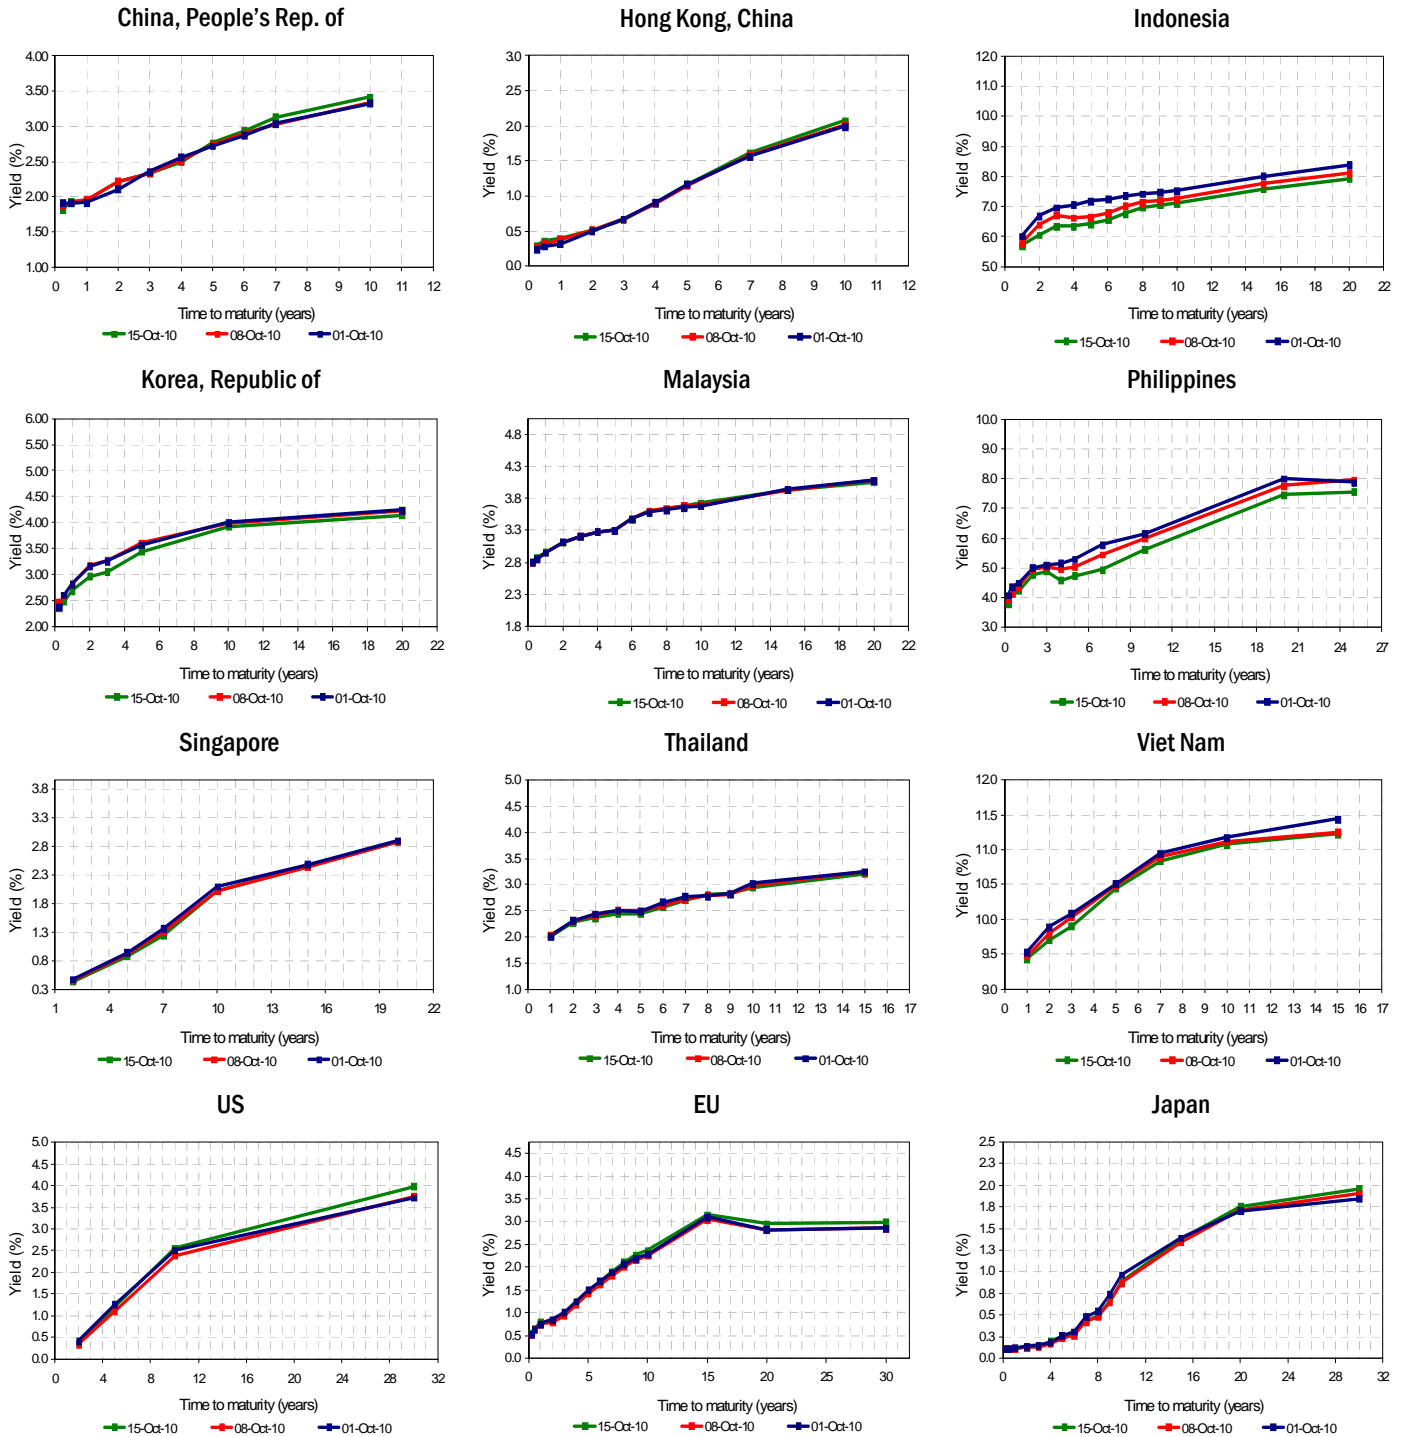 China, People's Rep. of
4.00
3.50
3.00
2.50
2.00
1.50
1.00
Yield (%)
0 1 2 3 4 5 6 7 8 9 10 11 12
Time to maturity (years)
15-Oct-10 08-Oct-10 01-Oct-10
Hong Kong, China
3.0
2.5
2.0
1.5
1.0
0.5
0.0
Yield (%)
0 1 2 3 4 5 6 7 8 9 10 11 12
Time to maturity (years)
15-Oct-10 08-Oct-10 01-Oct-10
Indonesia
12.0
11.0
10.0
9.0
8.0
7.0
6.0
5.0
Yield (%)
0 2 4 6 8 10 12 14 16 18 20 22
Time to maturity (years)
15-Oct-10 08-Oct-10 01-Oct-10
Korea, Republic of
6.00
5.50
5.00
4.50
4.00
3.50
3.00
2.50
2.00
Yield (%)
0 2 4 6 8 10 12 14 16 18 20 22
Time to maturity (years)
15-Oct-10 08-Oct-10 01-Oct-10
Malaysia
4.8
4.3
3.8
3.3
2.8
2.3
1.8
Yield (%)
0 2 4 6 8 10 12 14 16 18 20 22
Time to maturity (years)
15-Oct-10 08-Oct-10 01-Oct-10
Philippines
10.0
9.0
8.0
7.0
6.0
5.0
4.0
3.0
Yield (%)
0 3 6 9 12 15 18 21 24 27
Time to maturity (years)
15-Oct-10 08-Oct-10 01-Oct-10
Singapore
3.8
3.3
2.8
2.3
1.8
1.3
0.8
0.3
Yield (%)
1 4 7 10 13 16 19 22
Time to maturity (years)
15-Oct-10 08-Oct-10 01-Oct-10
Thailand
5.0
4.5
4.0
3.5
3.0
2.5
2.0
1.5
1.0
Yield (%)
0 1 2 3 4 5 6 7 8 9 10 11 12 13 14 15 16 17
Time to maturity (years)
15-Oct-10 08-Oct-10 01-Oct-10
Viet Nam
12.0
11.5
11.0
10.5
10.0
9.5
9.0
Yield (%)
0 1 2 3 4 5 6 7 8 9 10 11 12 13 14 15 16 17
Time to maturity (years)
15-Oct-10 08-Oct-10 01-Oct-10
US
5.0
4.5
4.0
3.5
3.0
2.5
2.0
1.5
1.0
0.5
0.0
Yield (%)
0 4 8 12 16 20 24 28 32
Time to maturity (years)
15-Oct-10 08-Oct-10 01-Oct-10
EU
4.5
4.0
3.5
3.0
2.5
2.0
1.5
1.0
0.5
0.0
Yield (%)
0 5 10 15 20 25 30
Time to maturity (years)
15-Oct-10 08-Oct-10 01-Oct-10
Japan
2.5
2.3
2.0
1.8
1.5
1.3
1.0
0.8
0.5
0.3
0.0
Yield (%)
0 4 8 12 16 20 24 28 32
Time to maturity (years)
15-Oct-10 08-Oct-10 01-Oct-10